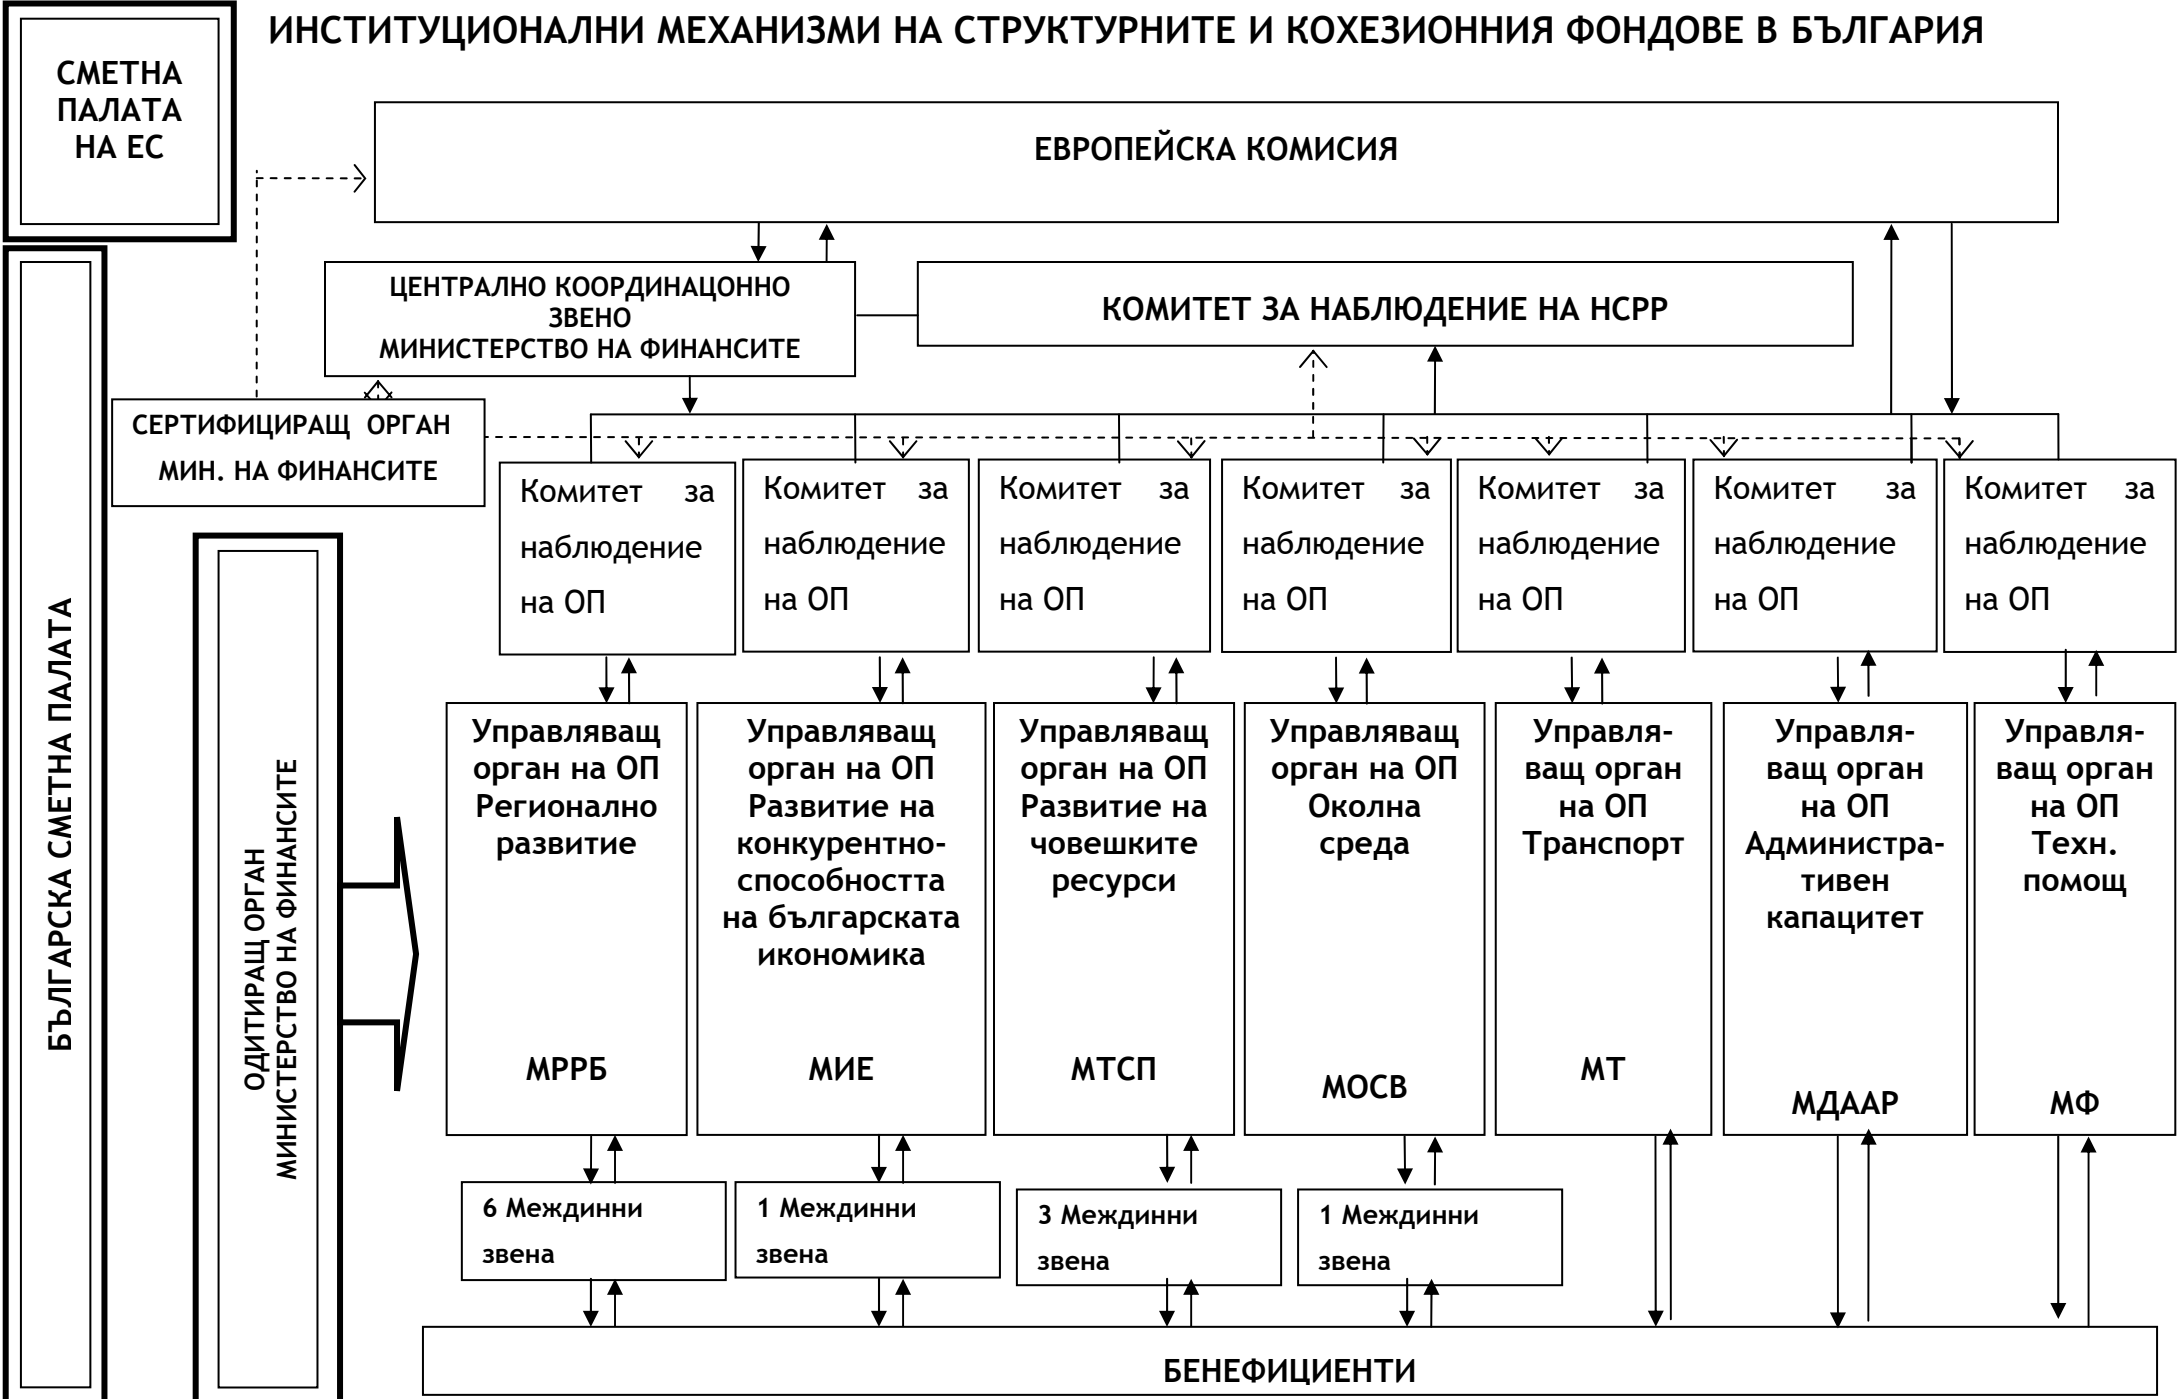 ИНСТИТУЦИОНАЛНИ МЕХАНИЗМИ НА СТРУКТУРНИТЕ И КОХЕЗИОННИЯ ФОНДОВЕ В БЪЛГАРИЯ
СМЕТНА
ПАЛАТА
НА ЕС
ЕВРОПЕЙСКА КОМИСИЯ
ЦЕНТРАЛНО КООРДИНАЦОННО
ЗВЕНО
МИНИСТЕРСТВО НА ФИНАНСИТЕ
КОМИТЕТ ЗА НАБЛЮДЕНИЕ НА НСРР
СЕРТИФИЦИРАЩ ОРГАН
МИН. НА ФИНАНСИТЕ
БЪЛГАРСКА СМЕТНА ПАЛАТА
ОДИТИРАЩ ОРГАН
МИНИСТЕРСТВО НА ФИНАНСИТЕ
Комитет за
наблюдение
на ОП
Комитет за
наблюдение
на ОП
Комитет за
наблюдение
на ОП
Комитет за
наблюдение
на ОП
Комитет за
наблюдение
на ОП
Комитет за
наблюдение
на ОП
Комитет за
наблюдение
на ОП
Управляващ
орган на ОП
Регионално
развитие
МРРБ
Управляващ
орган на ОП
Развитие на
конкурентно-
способността
на българската
икономика
МИЕ
Управляващ
орган на ОП
Развитие на
човешките
ресурси
МТСП
Управляващ
орган на ОП
Околна
среда
МОСВ
Управля-
ващ орган
на ОП
Транспорт
МТ
Управля-
ващ орган
на ОП
Администра-
тивен
капацитет
МДААР
Управля-
ващ орган
на ОП
Техн.
помощ
МФ
6 Междинни
звена
1 Междинни
звена
3 Междинни
звена
1 Междинни
звена
БЕНЕФИЦИЕНТИ